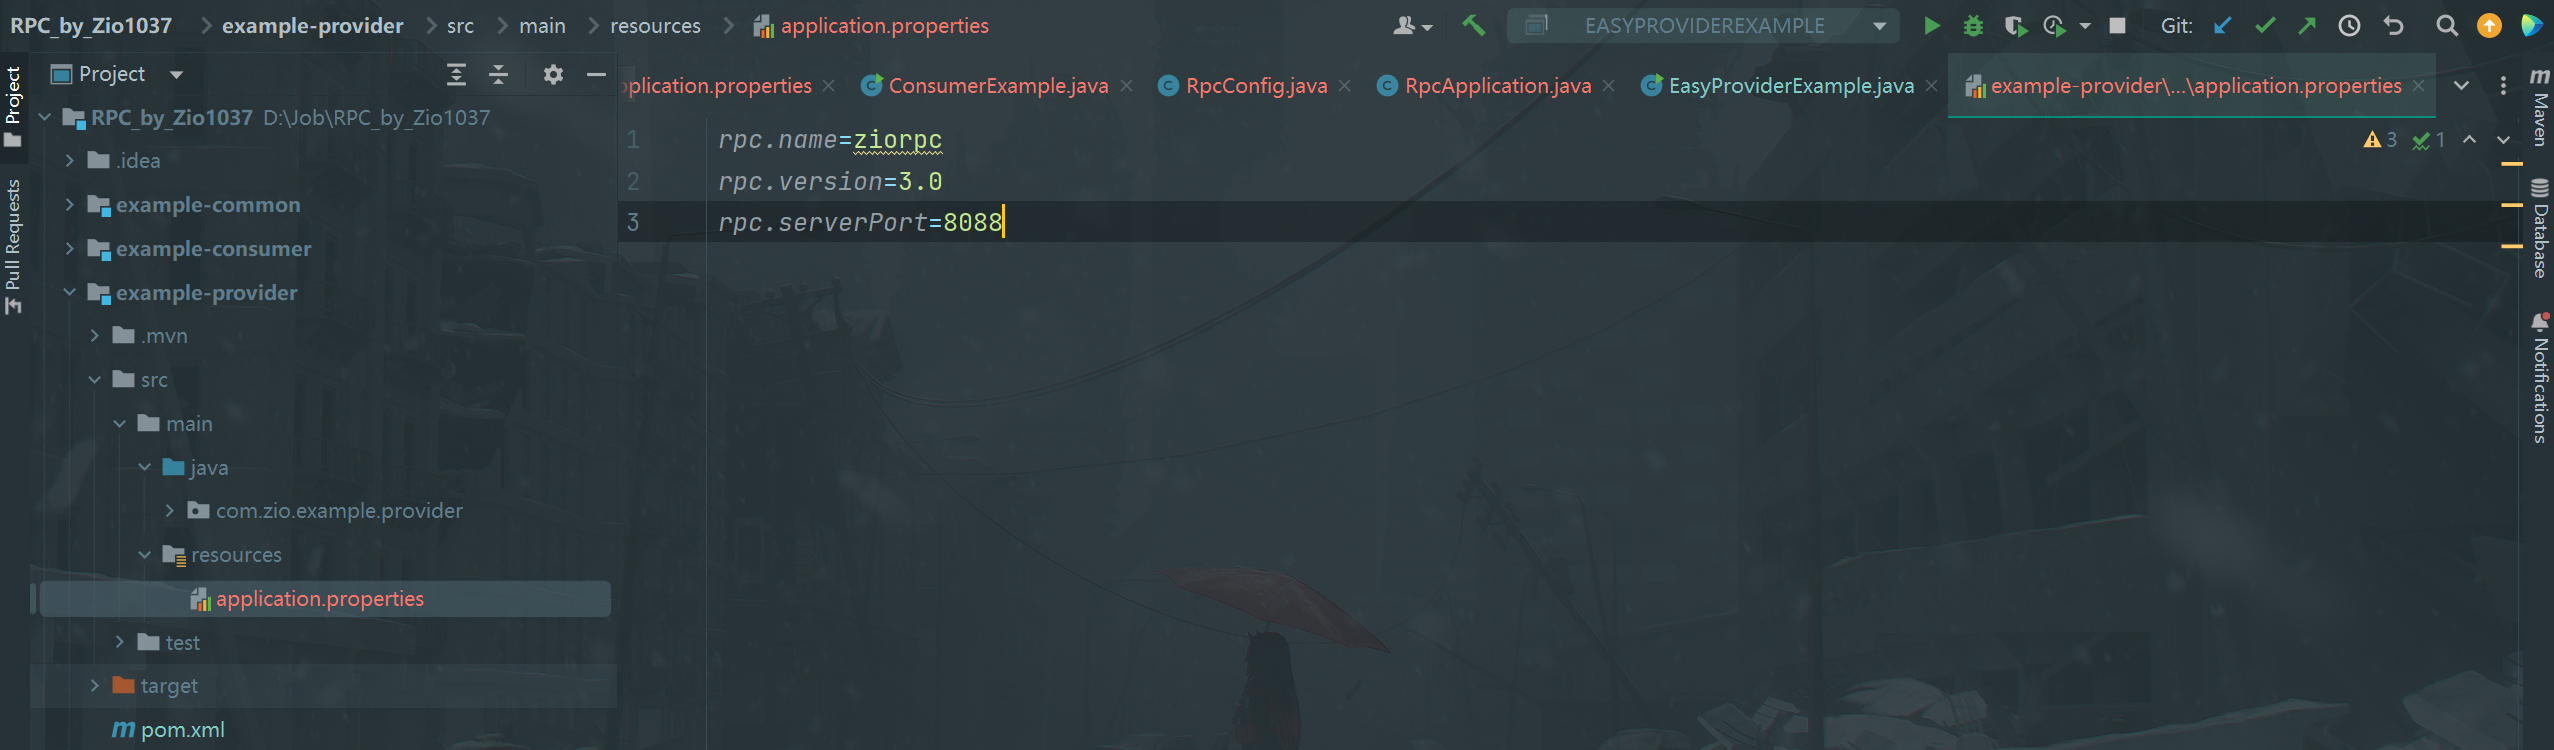 RPC_by_Zio1037 example-provider src main resources application.properties
EASYPROVIDEREXAMPLE
Git:
Project
plication.properties ConsumerExample.java RpcConfig.java RpcApplication.java EasyProviderExample.java example-provider\...\application.properties
Project
Pull Requests
RPC_by_Zio1037 D:\Job\RPC_by_Zio1037
.idea
example-common
example-consumer
example-provider
.mvn
src
main
java
com.zio.example.provider
resources
application.properties
test
target
m pom.xml
1 rpc.name=ziorpc
2 rpc.version=3.0
3 rpc.serverPort=8088
3 1
m Maven
Database
Notifications